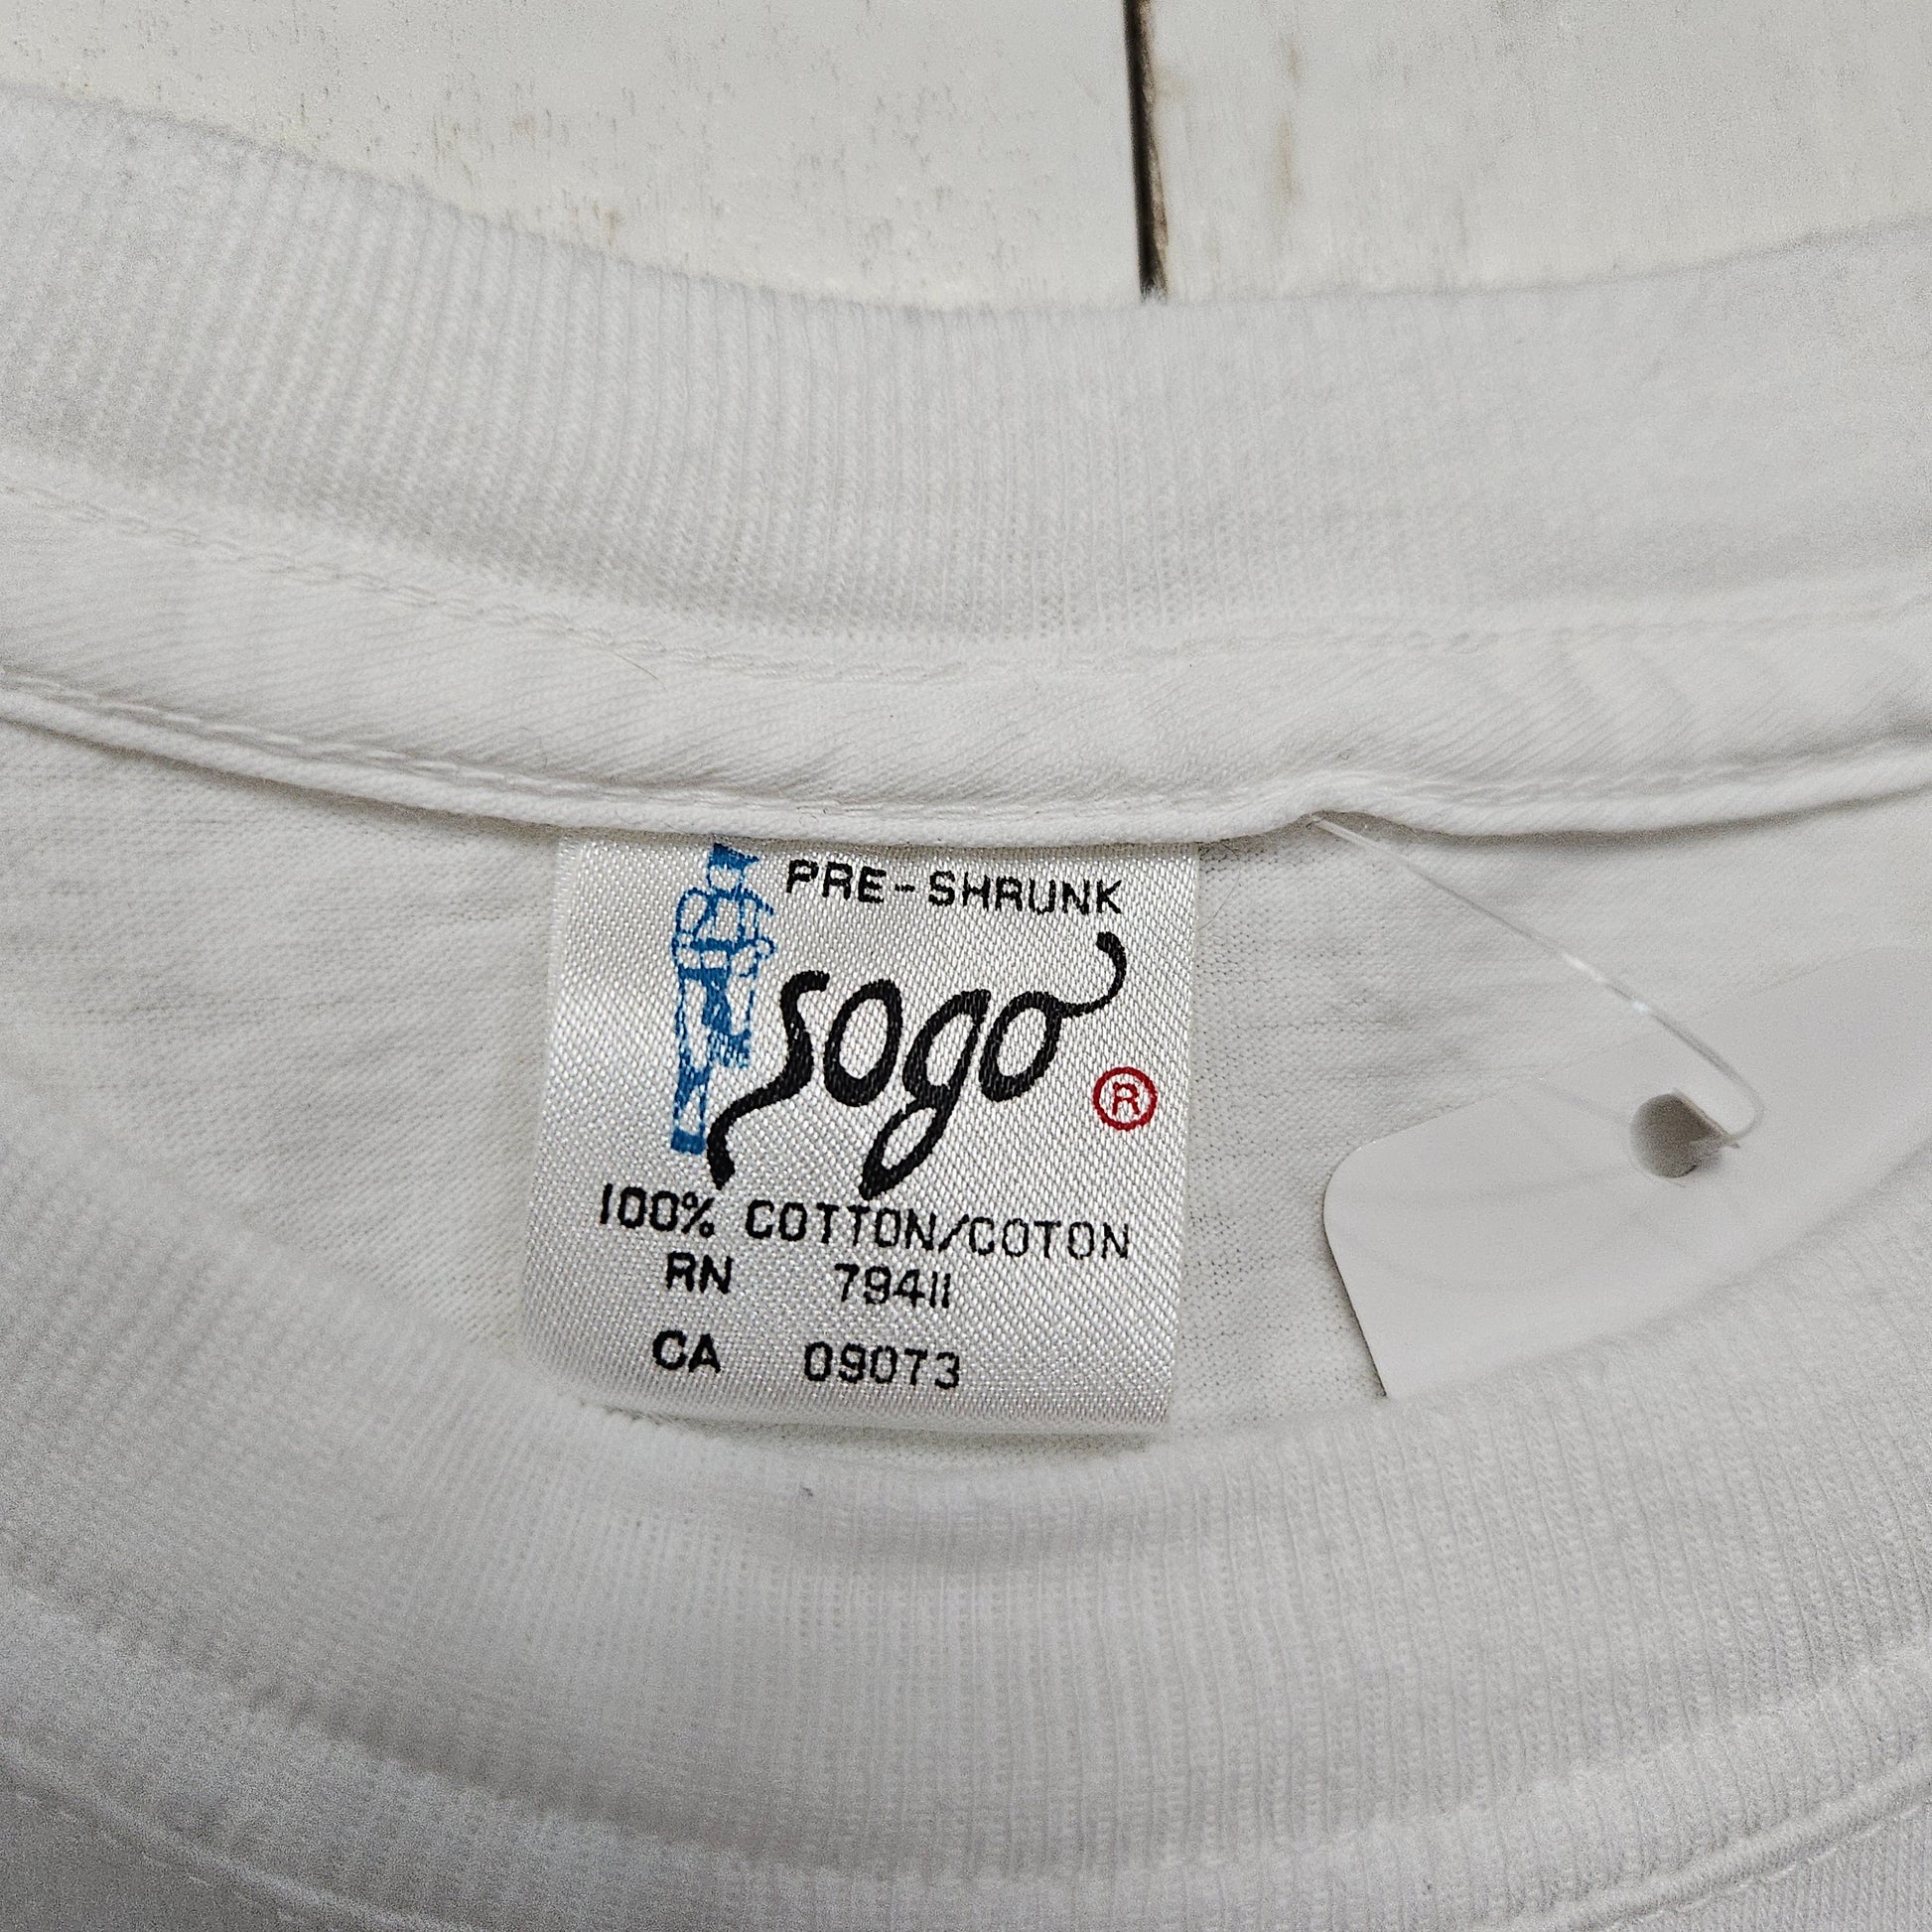 PRE-SHRUNK
sogo
®
100% COTTON/COTON
RN 79411
CA 09073